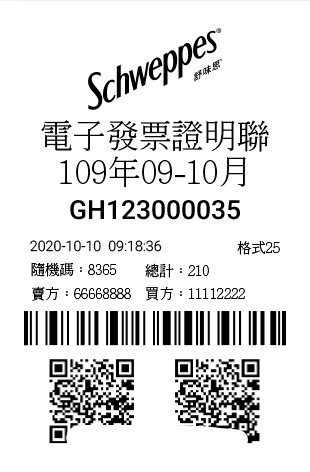 Schweppes®
舒味思®
電子發票證明聯
109年09-10月
GH123000035
2020-10-10 09:18:36 格式25
隨機碼：8365 總計：210
賣方：66668888 買方：11112222